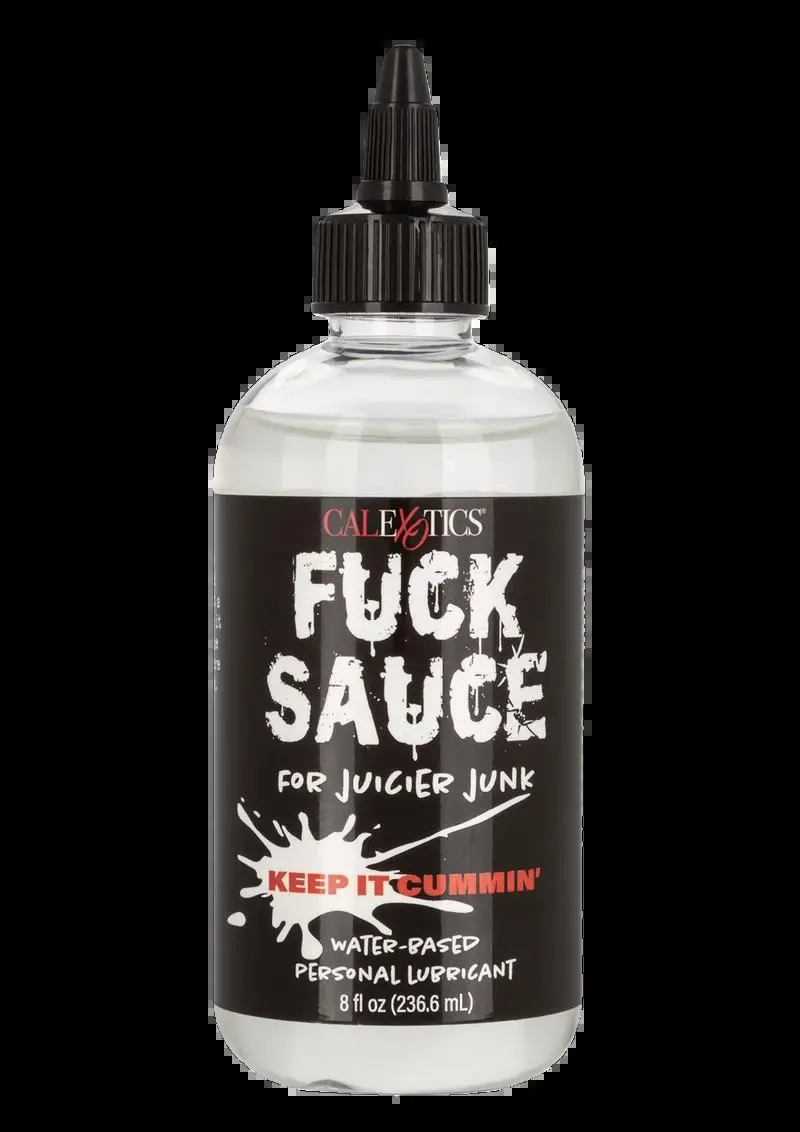 CALEXOTICS®
FUCK
SAUCE
FOR JUICIER JUNK
KEEP IT CUMMIN'
WATER-BASED
PERSONAL LUBRICANT
8 fl oz (236.6 mL)